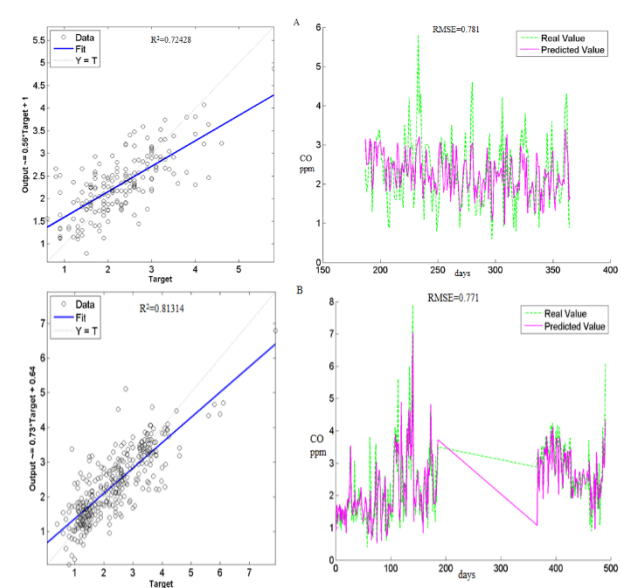 A
R²=0.72428
Data
Fit
Y = T
Output ~= 0.56*Target + 1
5.5
5
4.5
4
3.5
3
2.5
2
1.5
1
1
2
3
4
5
Target
RMSE=0.781
Real Value
Predicted Value
CO
ppm
6
5
4
3
2
1
0
150
200
250
300
350
400
days
B
R²=0.81314
Data
Fit
Y = T
Output ~= 0.73*Target + 0.64
7
6
5
4
3
2
1
1
2
3
4
5
6
7
Target
RMSE=0.771
Real Value
Predicted Value
CO
ppm
8
7
6
5
4
3
2
1
0
0
100
200
300
400
500
days